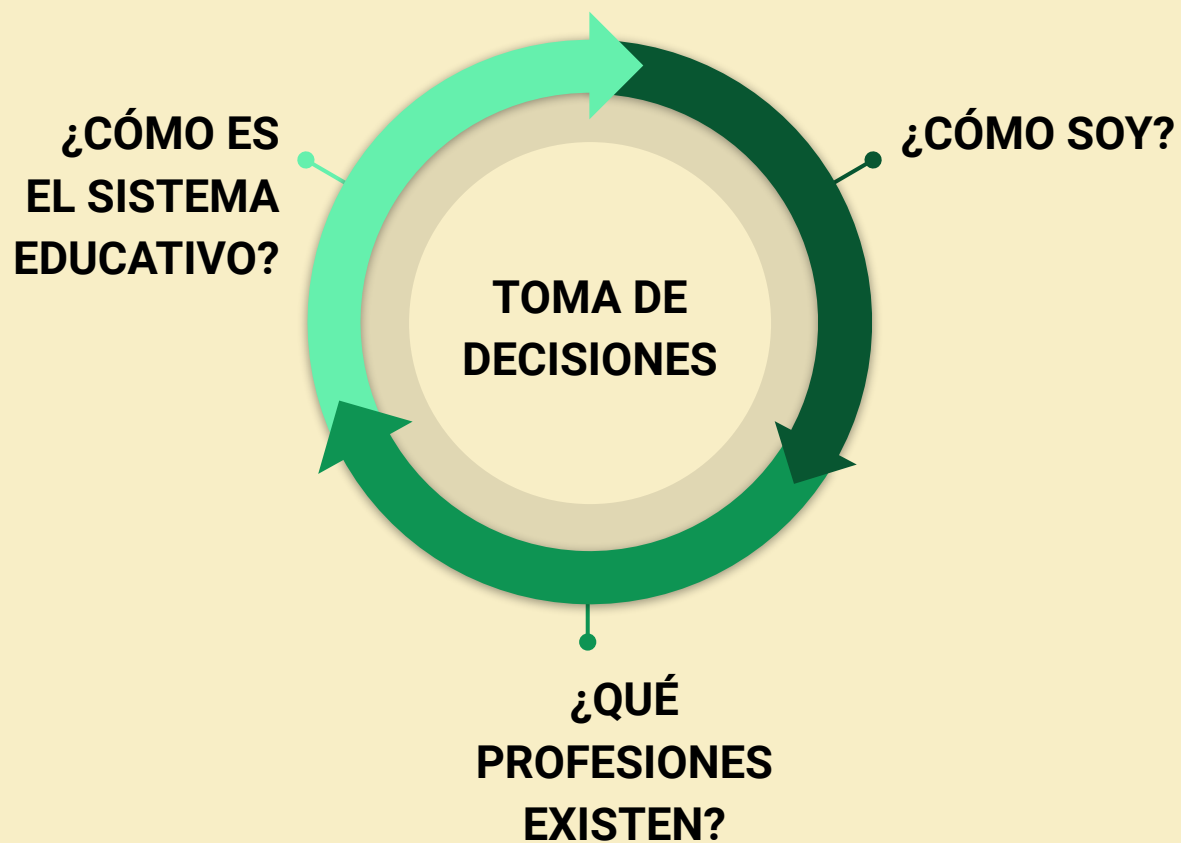 ¿CÓMO ES
EL SISTEMA
EDUCATIVO?
¿CÓMO SOY?
TOMA DE
DECISIONES
¿QUÉ
PROFESIONES
EXISTEN?